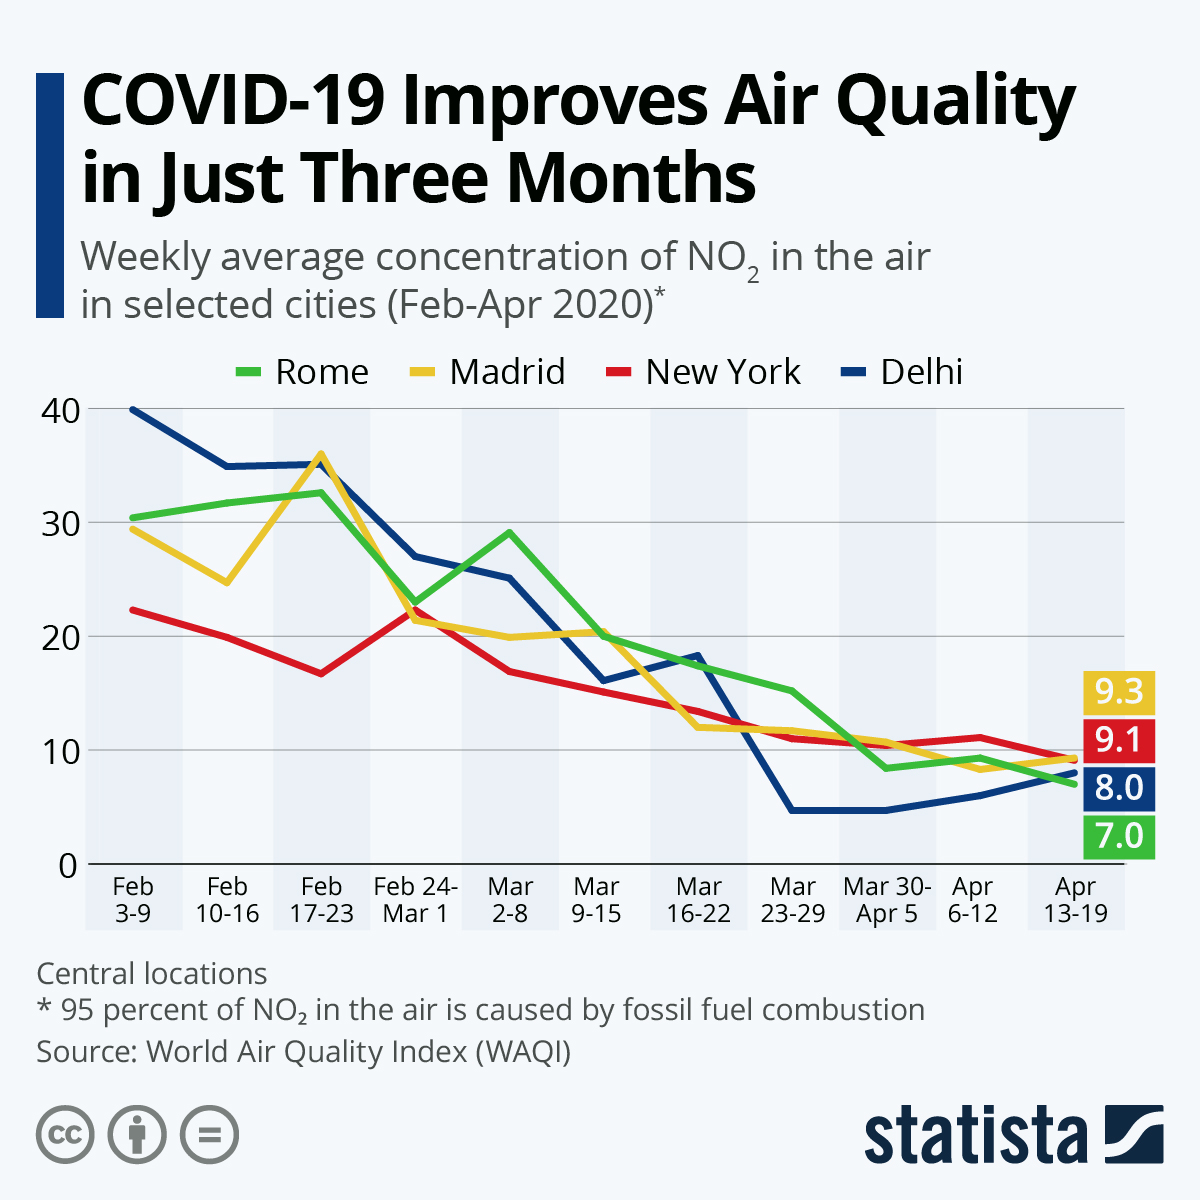 COVID-19 Improves Air Quality
in Just Three Months
Weekly average concentration of NO₂ in the air
in selected cities (Feb-Apr 2020)*
Rome Madrid New York Delhi
40
30
20
10
0
9.3
9.1
8.0
7.0
Feb 3-9
Feb 10-16
Feb 17-23
Feb 24-Mar 1
Mar 2-8
Mar 9-15
Mar 16-22
Mar 23-29
Mar 30-Apr 5
Apr 6-12
Apr 13-19
Central locations
* 95 percent of NO₂ in the air is caused by fossil fuel combustion
Source: World Air Quality Index (WAQI)
cc
statista